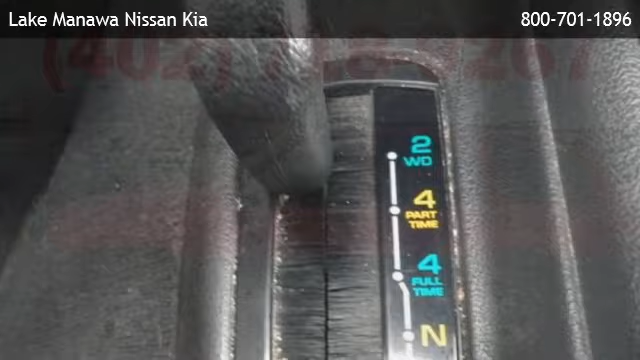 Lake Manawa Nissan Kia 800-701-1896
2
WD
4
PART
TIME
4
FULL
TIME
N